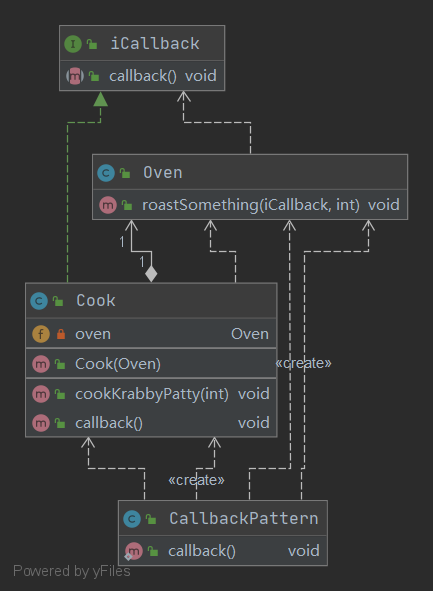 I iCallback
m callback() void
C Oven
m roastSomething(iCallback, int) void
1
1
C Cook
f oven Oven
m Cook(Oven)
«create»
m cookKrabbyPatty(int) void
m callback() void
«create»
C CallbackPattern
m callback() void
Powered by yFiles